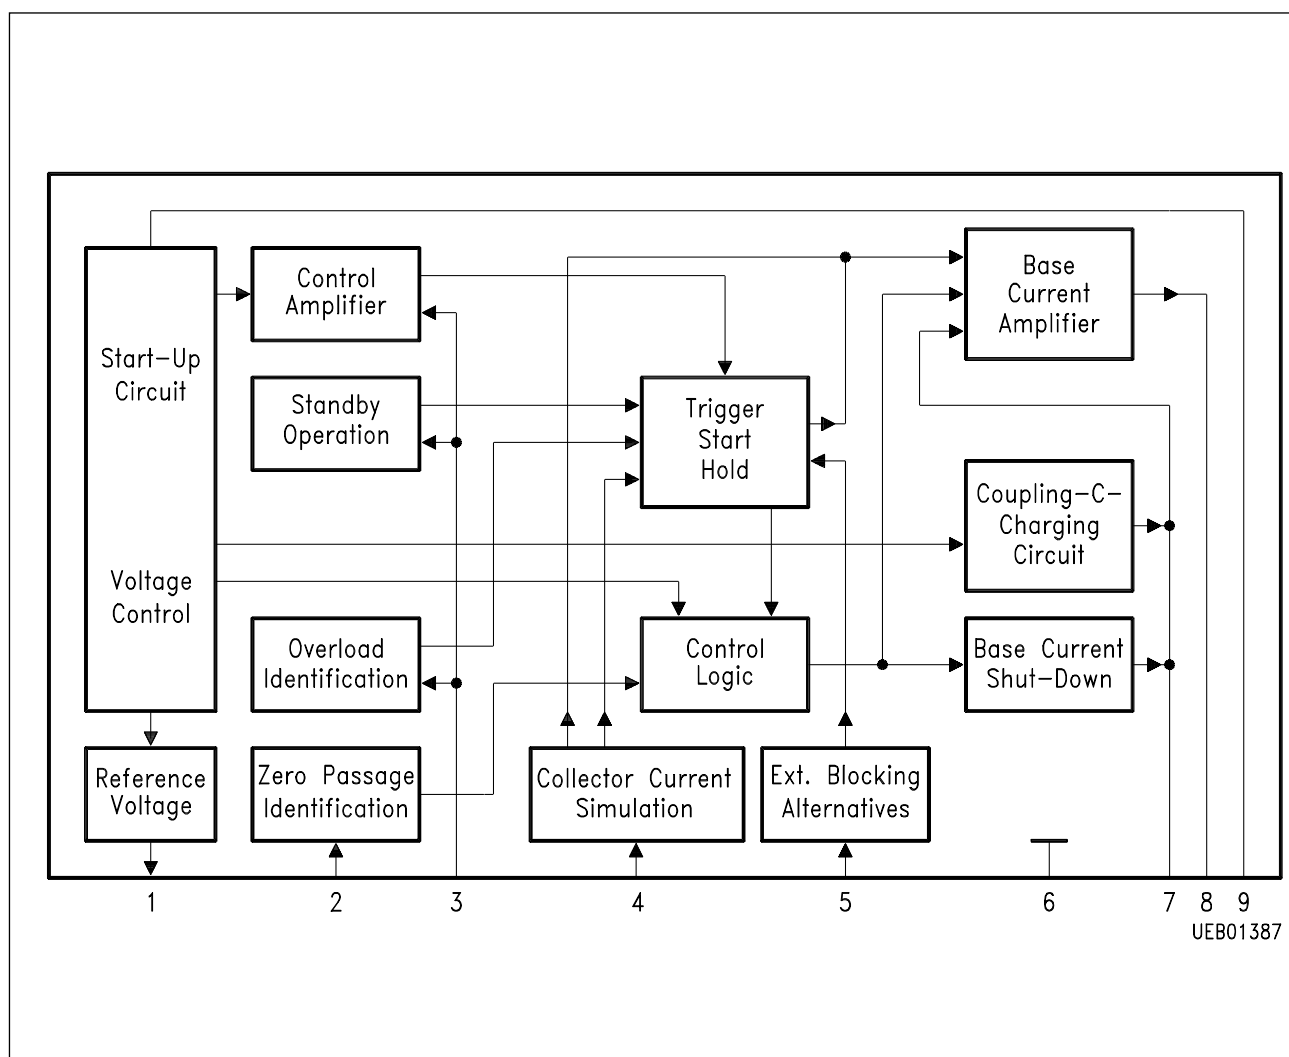 Start-Up
Circuit
Voltage
Control
Control
Amplifier
Standby
Operation
Overload
Identification
Reference
Voltage
Zero Passage
Identification
Trigger
Start
Hold
Control
Logic
Collector Current
Simulation
Ext. Blocking
Alternatives
Base
Current
Amplifier
Coupling-C-
Charging
Circuit
Base Current
Shut-Down
1 2 3 4 5 6 7 8 9
UEB01387